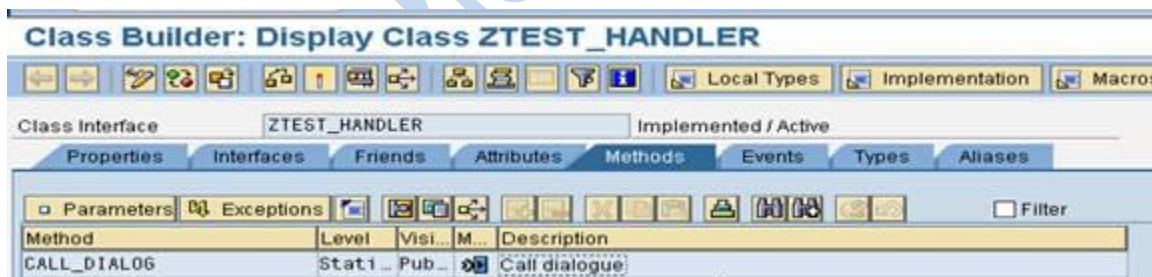 Class Builder: Display Class ZTEST_HANDLER
Local Types Implementation Macros
Class Interface ZTEST_HANDLER Implemented / Active
Properties Interfaces Friends Attributes Methods Events Types Aliases
Parameters Exceptions Filter
Method Level Visi... M... Description
CALL_DIALOG Stati... Pub... Call dialogue